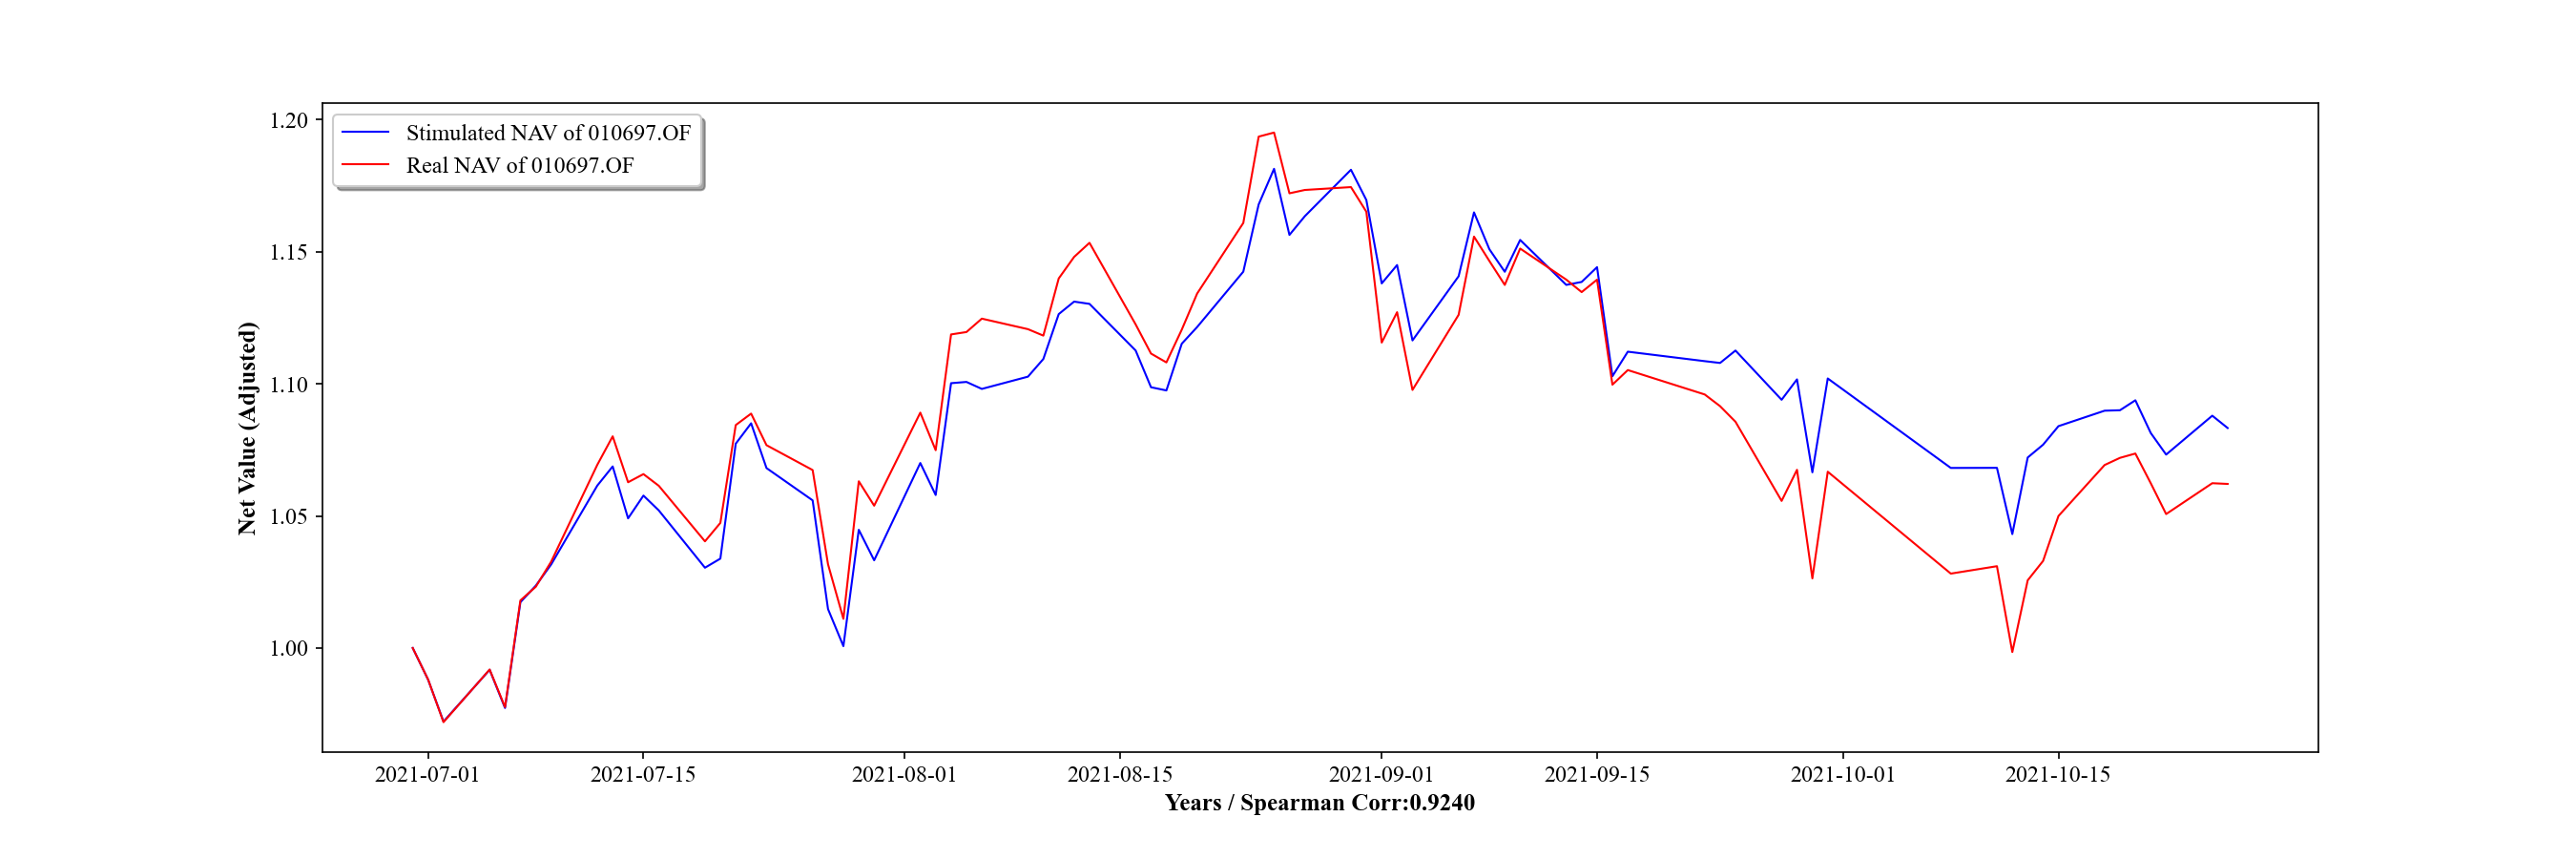 Stimulated NAV of 010697.OF
Real NAV of 010697.OF
1.20
1.15
1.10
1.05
1.00
Net Value (Adjusted)
2021-07-01 2021-07-15 2021-08-01 2021-08-15 2021-09-01 2021-09-15 2021-10-01 2021-10-15
Years / Spearman Corr:0.9240